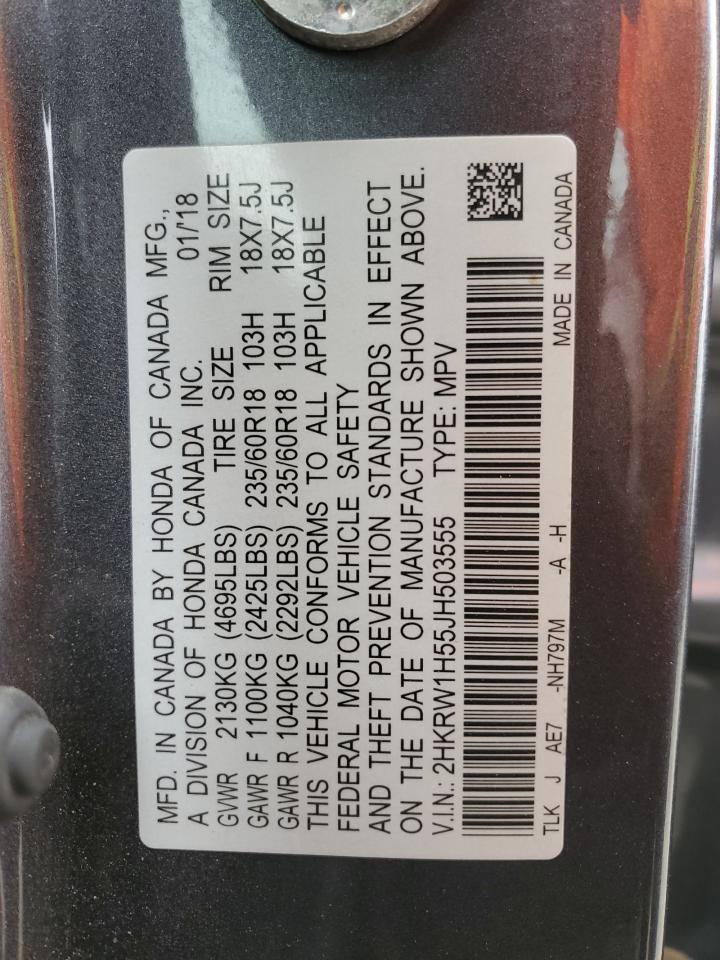 MFD. IN CANADA BY HONDA OF CANADA MFG.,
A DIVISION OF HONDA CANADA INC. 01/18
GVWR 2130KG (4695LBS) TIRE SIZE RIM SIZE
GAWR F 1100KG (2425LBS) 235/60R18 103H 18X7.5J
GAWR R 1040KG (2292LBS) 235/60R18 103H 18X7.5J
THIS VEHICLE CONFORMS TO ALL APPLICABLE
FEDERAL MOTOR VEHICLE SAFETY
AND THEFT PREVENTION STANDARDS IN EFFECT
ON THE DATE OF MANUFACTURE SHOWN ABOVE.
V.I.N.: 2HKRW1H55JH503555 TYPE: MPV
TLK J AE7 -NH797M -A -H MADE IN CANADA